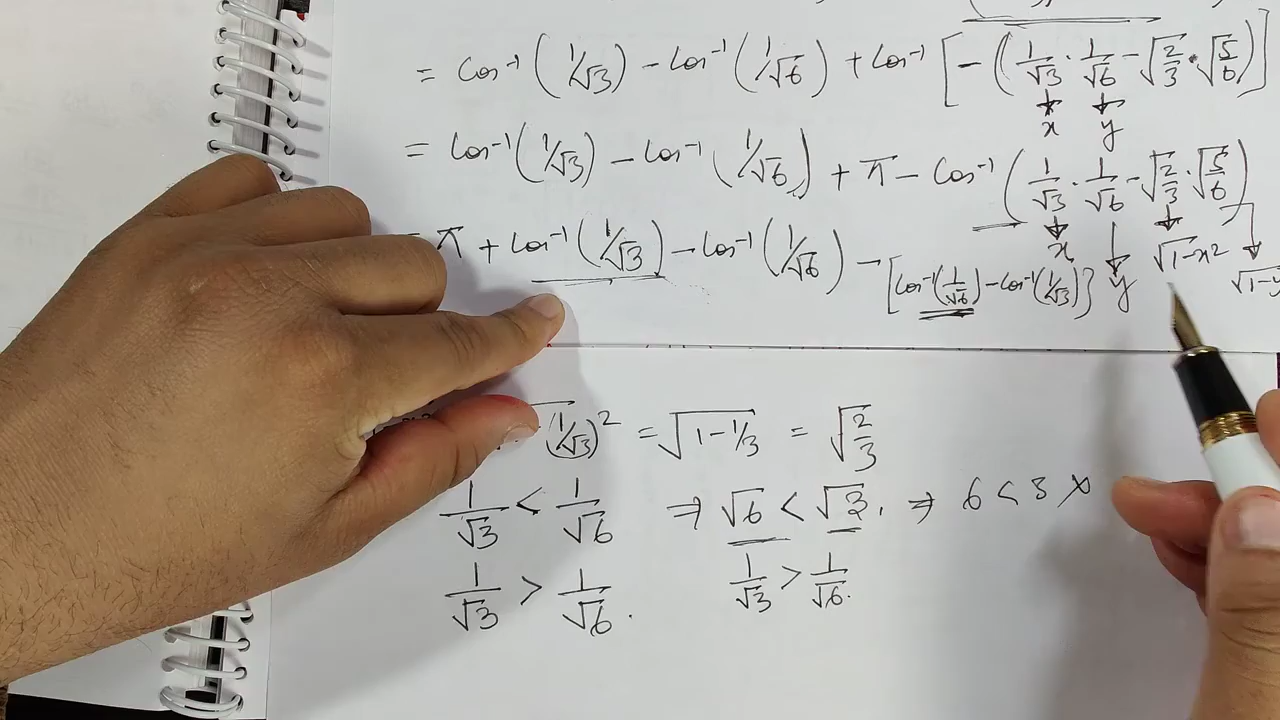 = Cos⁻¹ (1/√3) - Cos⁻¹ (1/√6) + Cos⁻¹ [ - ( 1/√3 · 1/√6 - √(2/3) · √(5/6) ) ]
x y
= Cos⁻¹ (1/√3) - Cos⁻¹ (1/√6) + π - Cos⁻¹ ( 1/√3 · 1/√6 - √(2/3) · √(5/6) )
x y √1-x² √1-y
= π + Cos⁻¹ (1/√3) - Cos⁻¹ (1/√6) - [ Cos⁻¹ (1/√6) - Cos⁻¹ (1/√3) }
(1/√3)² = √(1-1/3) = √(2/3)
1/√3 < 1/√6 ⇒ √6 < √3 . ⇒ 6 < 3 ×
1/√3 > 1/√6 . 1/√3 > 1/√6 .